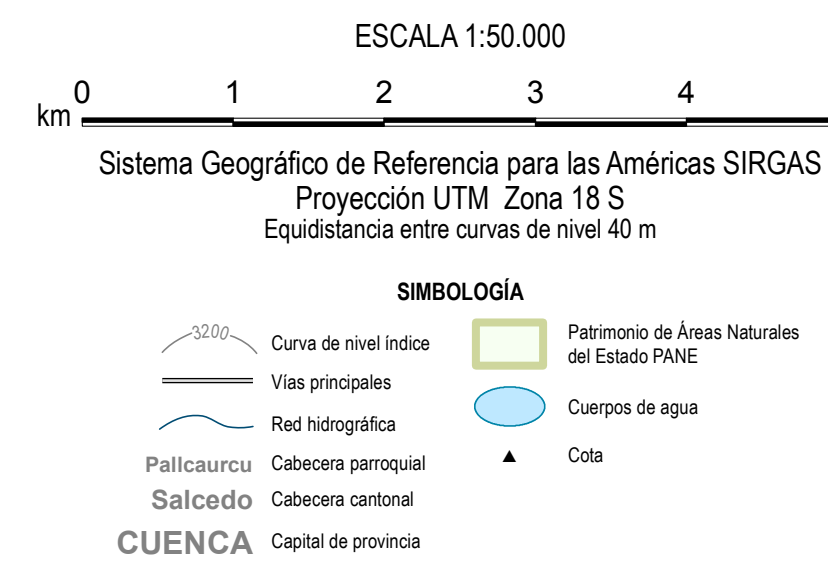 ESCALA 1:50.000
0 1 2 3 4
km
Sistema Geográfico de Referencia para las Américas SIRGAS
Proyección UTM Zona 18 S
Equidistancia entre curvas de nivel 40 m
SIMBOLOGÍA
3200 Curva de nivel índice
Vías principales
Red hidrográfica
Pallcaurcu Cabecera parroquial
Salcedo Cabecera cantonal
CUENCA Capital de provincia
Patrimonio de Áreas Naturales
del Estado PANE
Cuerpos de agua
Cota